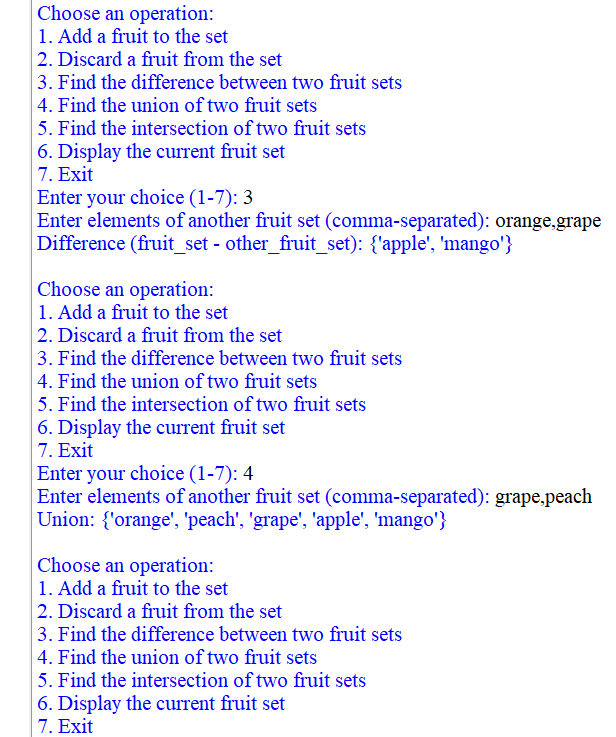 Choose an operation:
1. Add a fruit to the set
2. Discard a fruit from the set
3. Find the difference between two fruit sets
4. Find the union of two fruit sets
5. Find the intersection of two fruit sets
6. Display the current fruit set
7. Exit
Enter your choice (1-7): 3
Enter elements of another fruit set (comma-separated): orange,grape
Difference (fruit_set - other_fruit_set): {'apple', 'mango'}
Choose an operation:
1. Add a fruit to the set
2. Discard a fruit from the set
3. Find the difference between two fruit sets
4. Find the union of two fruit sets
5. Find the intersection of two fruit sets
6. Display the current fruit set
7. Exit
Enter your choice (1-7): 4
Enter elements of another fruit set (comma-separated): grape,peach
Union: {'orange', 'peach', 'grape', 'apple', 'mango'}
Choose an operation:
1. Add a fruit to the set
2. Discard a fruit from the set
3. Find the difference between two fruit sets
4. Find the union of two fruit sets
5. Find the intersection of two fruit sets
6. Display the current fruit set
7. Exit